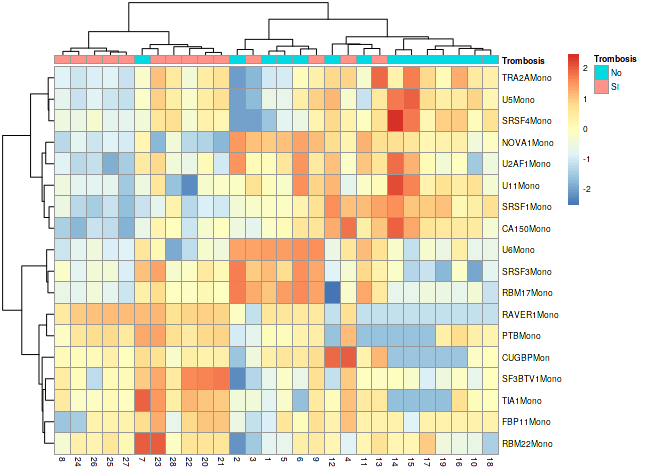 Trombosis
TRA2AMono
U5Mono
SRSF4Mono
NOVA1Mono
U2AF1Mono
U11Mono
SRSF1Mono
CA150Mono
U6Mono
SRSF3Mono
RBM17Mono
RAVER1Mono
PTBMono
CUGBPMon
SF3BTV1Mono
TIA1Mono
FBP11Mono
RBM22Mono
8 24 26 25 27 7 23 28 22 20 21 2 3 1 5 6 9 12 4 11 13 14 15 17 19 16 10 18
2
1
0
-1
-2
Trombosis
No
SI